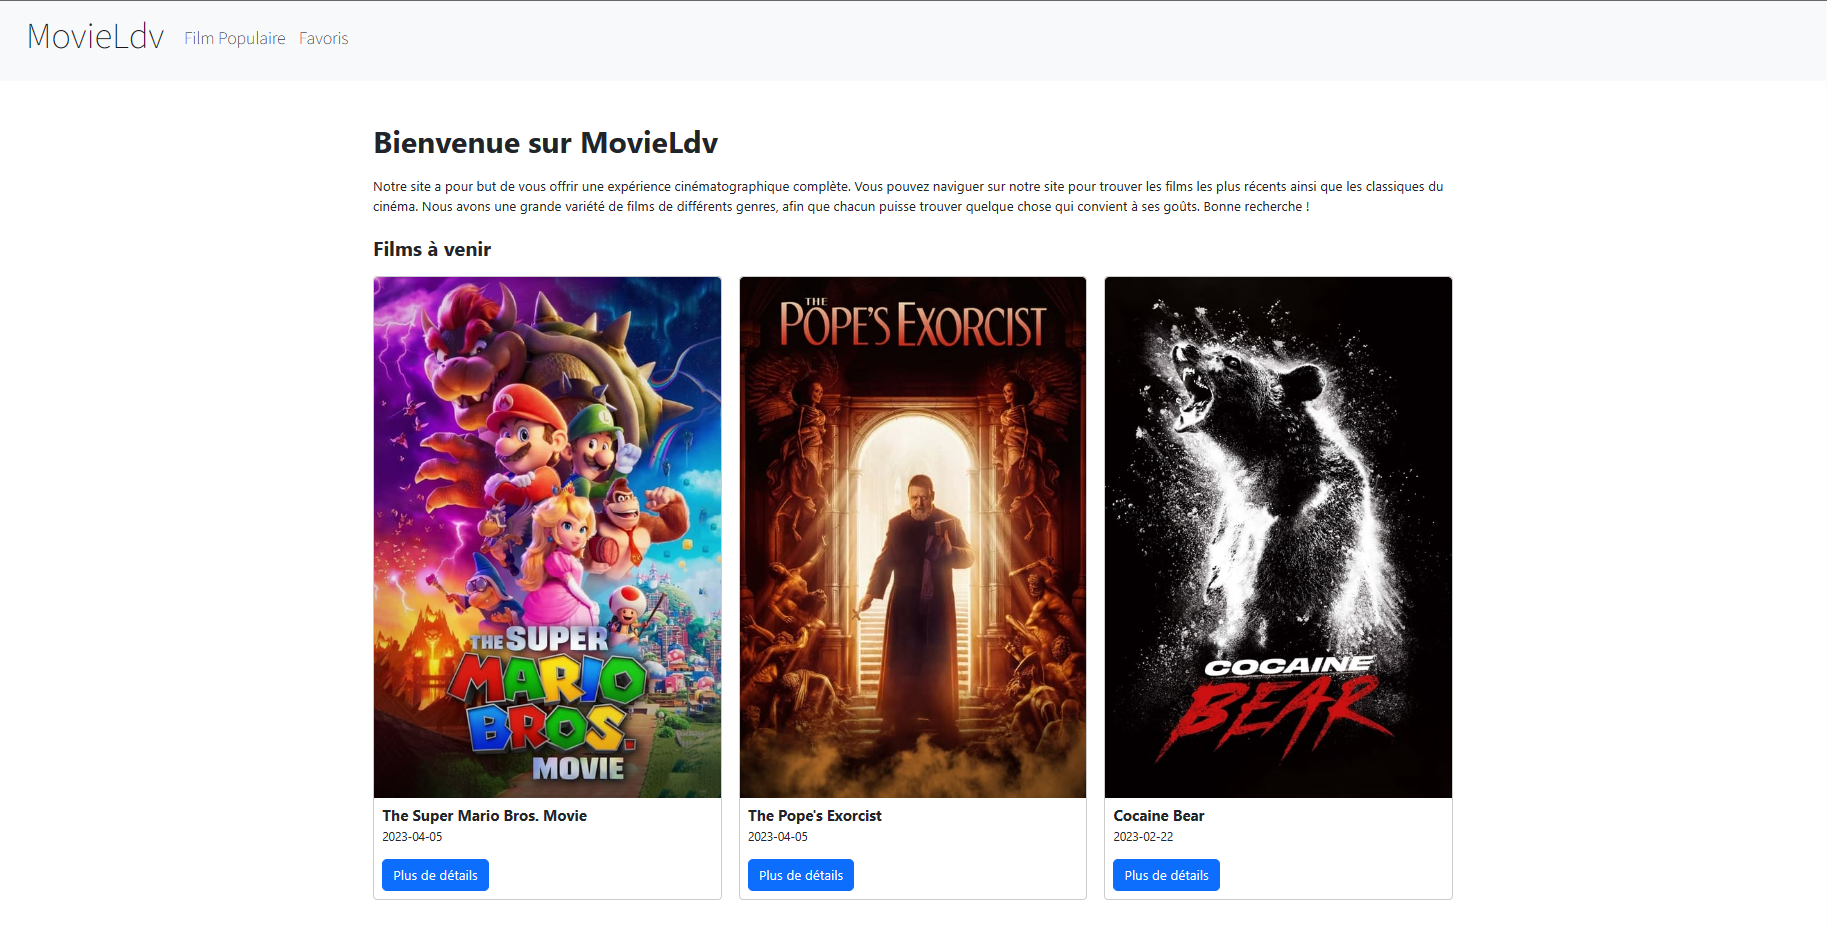 MovieLdv Film Populaire Favoris
Bienvenue sur MovieLdv
Notre site a pour but de vous offrir une expérience cinématographique complète. Vous pouvez naviguer sur notre site pour trouver les films les plus récents ainsi que les classiques du
cinéma. Nous avons une grande variété de films de différents genres, afin que chacun puisse trouver quelque chose qui convient à ses goûts. Bonne recherche !
Films à venir
THE SUPER
MARIO
BROS.
MOVIE
The Super Mario Bros. Movie
2023-04-05
Plus de détails
THE
POPE'S EXORCIST
The Pope's Exorcist
2023-04-05
Plus de détails
COCAINE
BEAR
Cocaine Bear
2023-02-22
Plus de détails